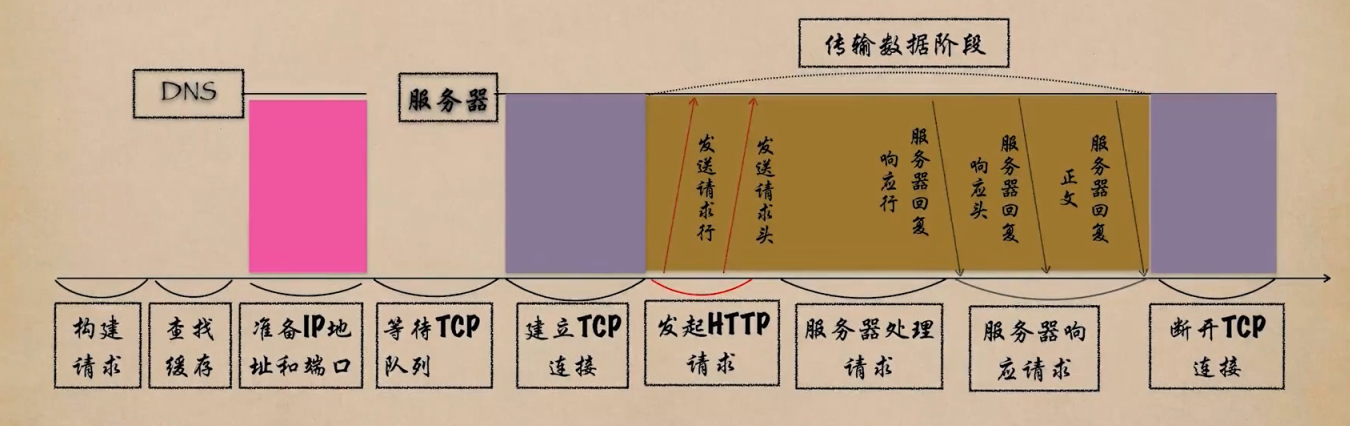 传输数据阶段
DNS
服务器
发送请求行
发送请求头
服务器回复
响应行
服务器回复
响应头
服务器回复
正文
构建
请求
查找
缓存
准备IP地
址和端口
等待TCP
队列
建立TCP
连接
发起HTTP
请求
服务器处理
请求
服务器响
应请求
断开TCP
连接